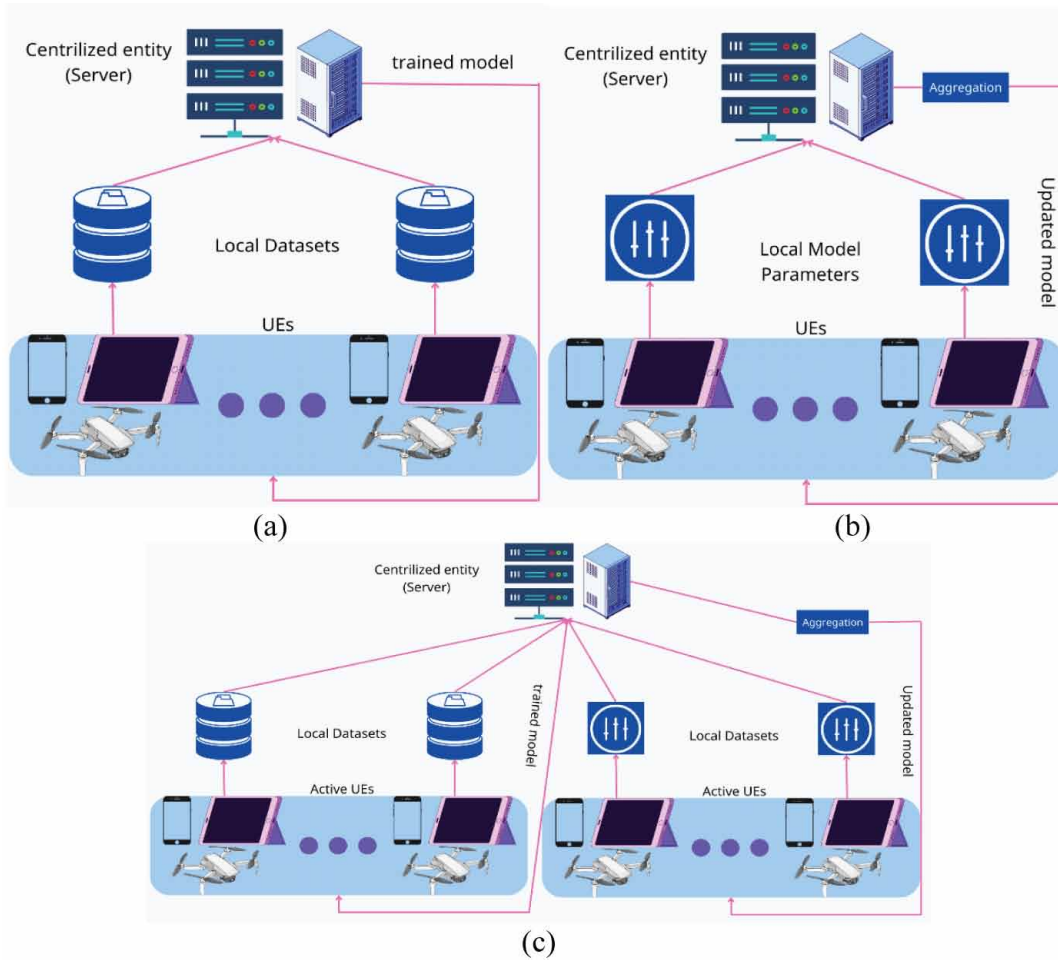 Centrilized entity
(Server)
trained model
Local Datasets
UEs
(a)
Centrilized entity
(Server)
Aggregation
Updated model
Local Model
Parameters
UEs
(b)
Centrilized entity
(Server)
Aggregation
Local Datasets
trained model
Local Datasets
Updated model
Active UEs
Active UEs
(c)